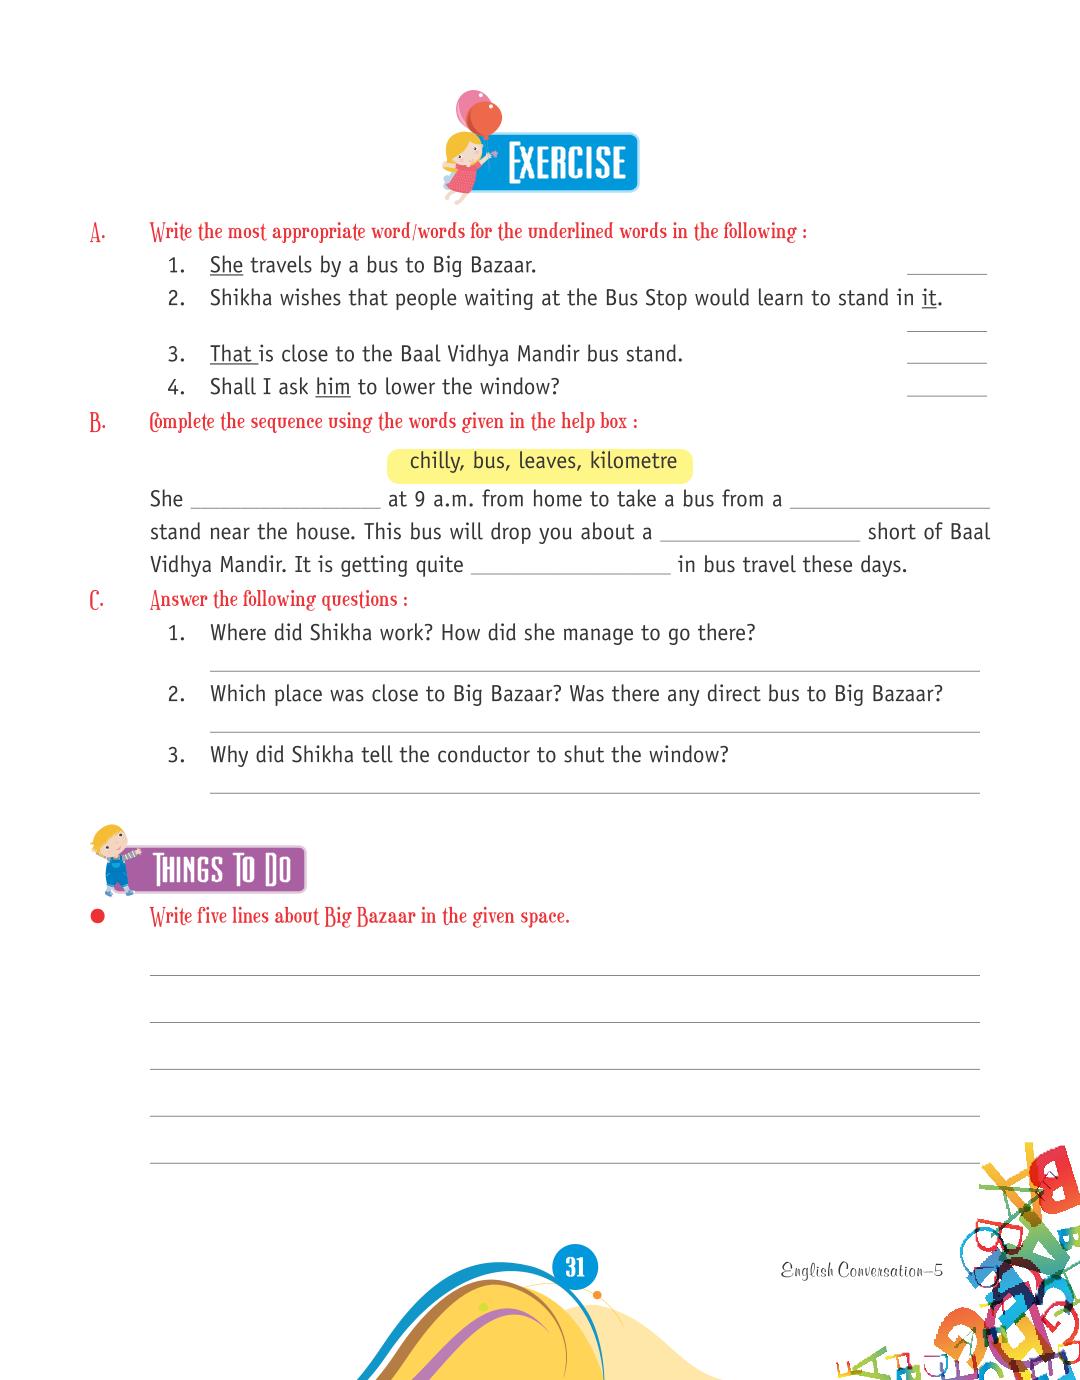 EXERCISE
A. Write the most appropriate word/words for the underlined words in the following :
1. She travels by a bus to Big Bazaar. ________
2. Shikha wishes that people waiting at the Bus Stop would learn to stand in it.
________
3. That is close to the Baal Vidhya Mandir bus stand. ________
4. Shall I ask him to lower the window? ________
B. Complete the sequence using the words given in the help box :
chilly, bus, leaves, kilometre
She ________________ at 9 a.m. from home to take a bus from a ________________
stand near the house. This bus will drop you about a ________________ short of Baal
Vidhya Mandir. It is getting quite ________________ in bus travel these days.
C. Answer the following questions :
1. Where did Shikha work? How did she manage to go there?
2. Which place was close to Big Bazaar? Was there any direct bus to Big Bazaar?
3. Why did Shikha tell the conductor to shut the window?
THINGS TO DO
● Write five lines about Big Bazaar in the given space.
31
English Conversation–5